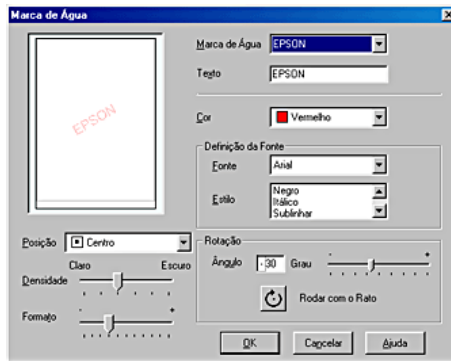 Marca de Água
Marca de Água EPSON
Texto EPSON
EPSON
Cor Vermelho
Definição da Fonte
Fonte Arial
Estilo Negro
Itálico
Sublinhar
Posição Centro
Claro Escuro
Densidade
Formato
- +
Rotação
Ângulo -30 Grau - +
Rodar com o Rato
OK Cancelar Ajuda